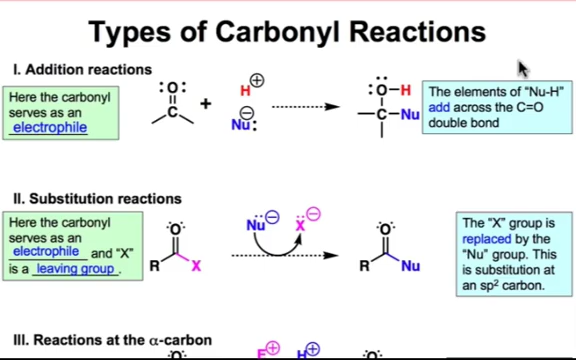 Types of Carbonyl Reactions
I. Addition reactions
Here the carbonyl
serves as an
electrophile
:O:
C
+
H⊕
⊖
Nu:
:O–H
–C–Nu
The elements of "Nu-H"
add across the C=O
double bond
II. Substitution reactions
Here the carbonyl
serves as an
electrophile and "X"
is a leaving group.
:O:
R X
:Nu⊖
:X⊖
:O:
R Nu
The "X" group is
replaced by the
"Nu" group. This
is substitution at
an sp² carbon.
III. Reactions at the α-carbon